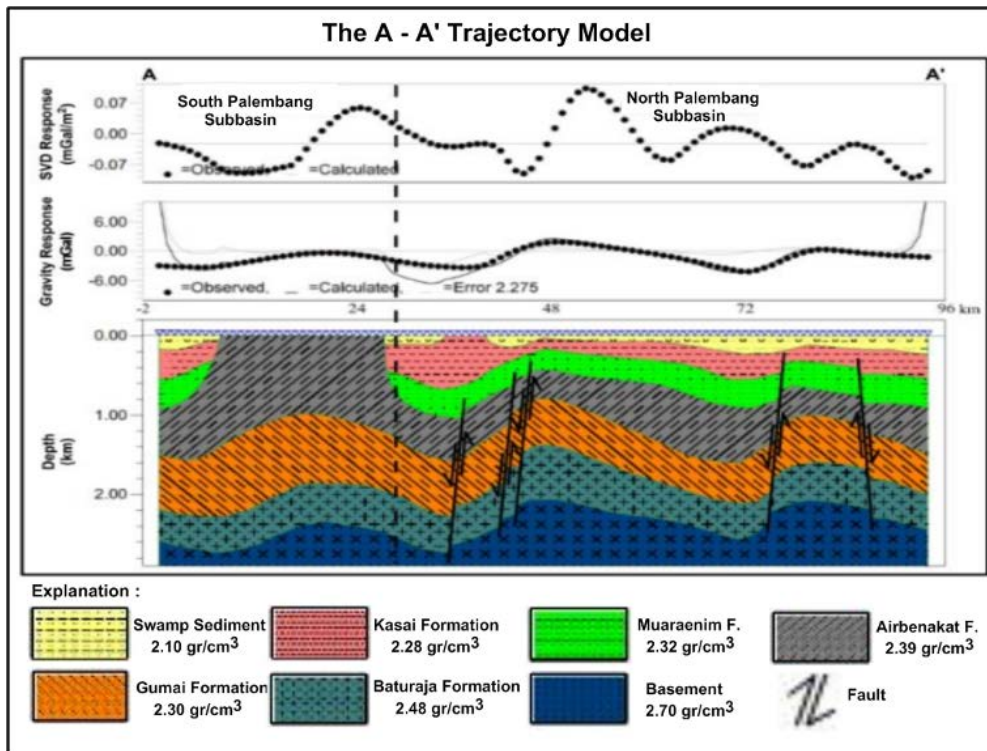 The A - A' Trajectory Model
A
A'
SVD Response
(mGal/m²)
0.07
0.00
-0.07
South Palembang
Subbasin
North Palembang
Subbasin
=Observed, =Calculated
Gravity Response
(mGal)
6.00
0.00
-6.00
=Observed, =Calculated, =Error 2.275
-2
24
48
72
96 km
Depth
(km)
0.00
1.00
2.00
Explanation :
Swamp Sediment
2.10 gr/cm³
Kasai Formation
2.28 gr/cm³
Muaraenim F.
2.32 gr/cm³
Airbenakat F.
2.39 gr/cm³
Gumai Formation
2.30 gr/cm³
Baturaja Formation
2.48 gr/cm³
Basement
2.70 gr/cm³
Fault